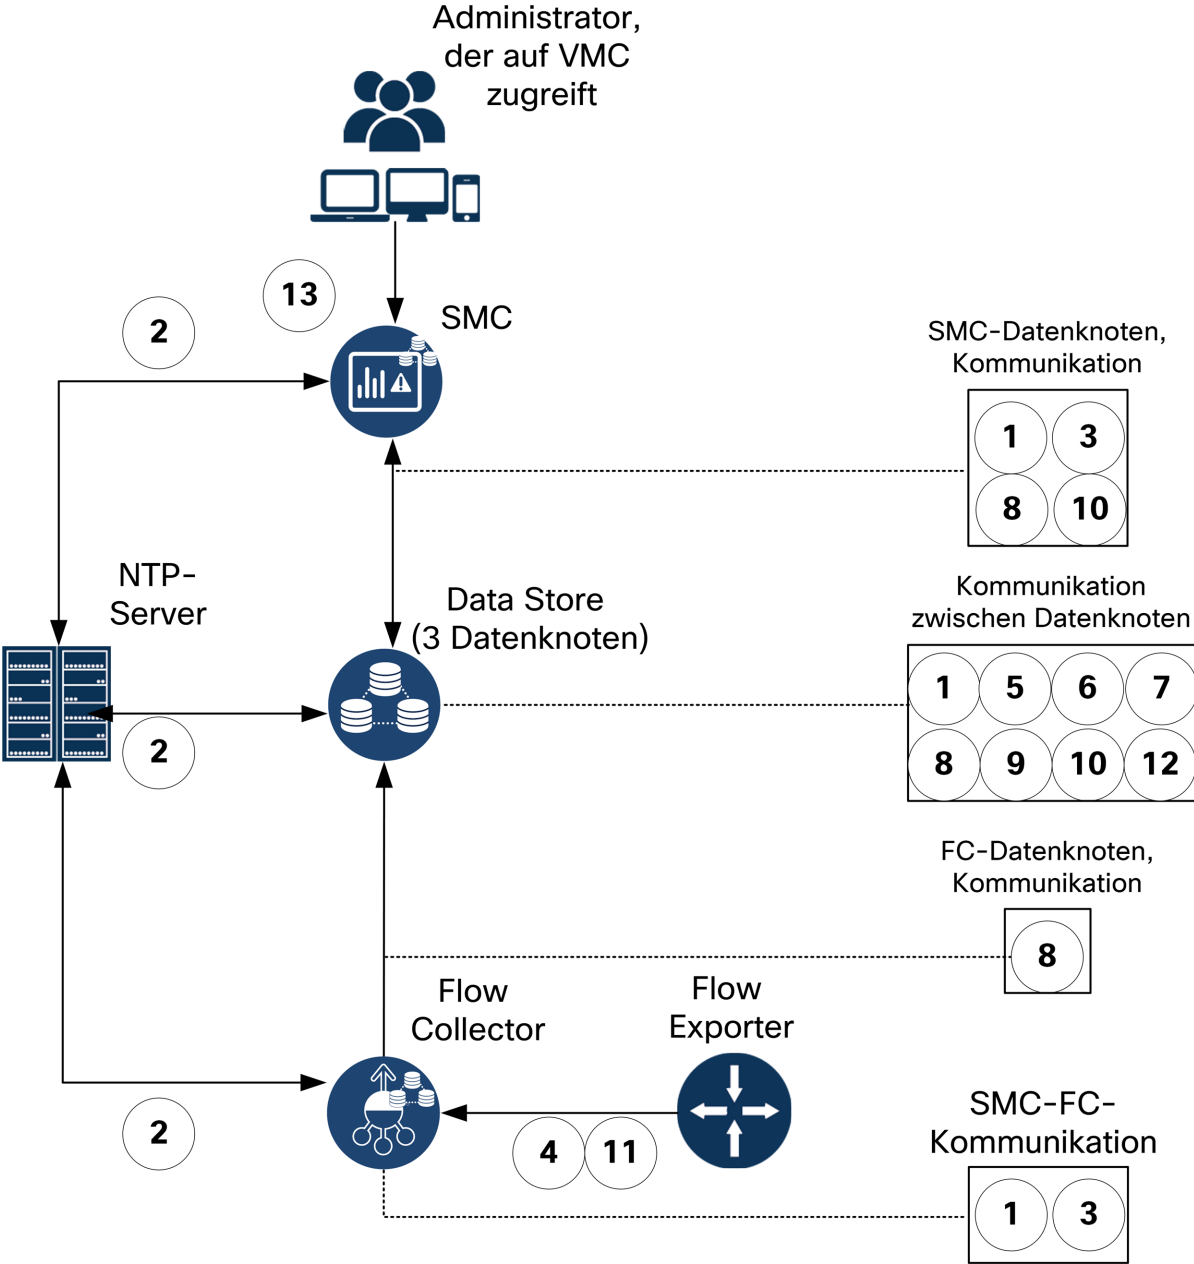 Administrator,
der auf VMC
zugreift
13
SMC
2
SMC-Datenknoten,
Kommunikation
1 3
8 10
NTP-
Server
Data Store
(3 Datenknoten)
Kommunikation
zwischen Datenknoten
1 5 6 7
8 9 10 12
2
FC-Datenknoten,
Kommunikation
8
Flow
Collector
Flow
Exporter
4 11
2
SMC-FC-
Kommunikation
1 3